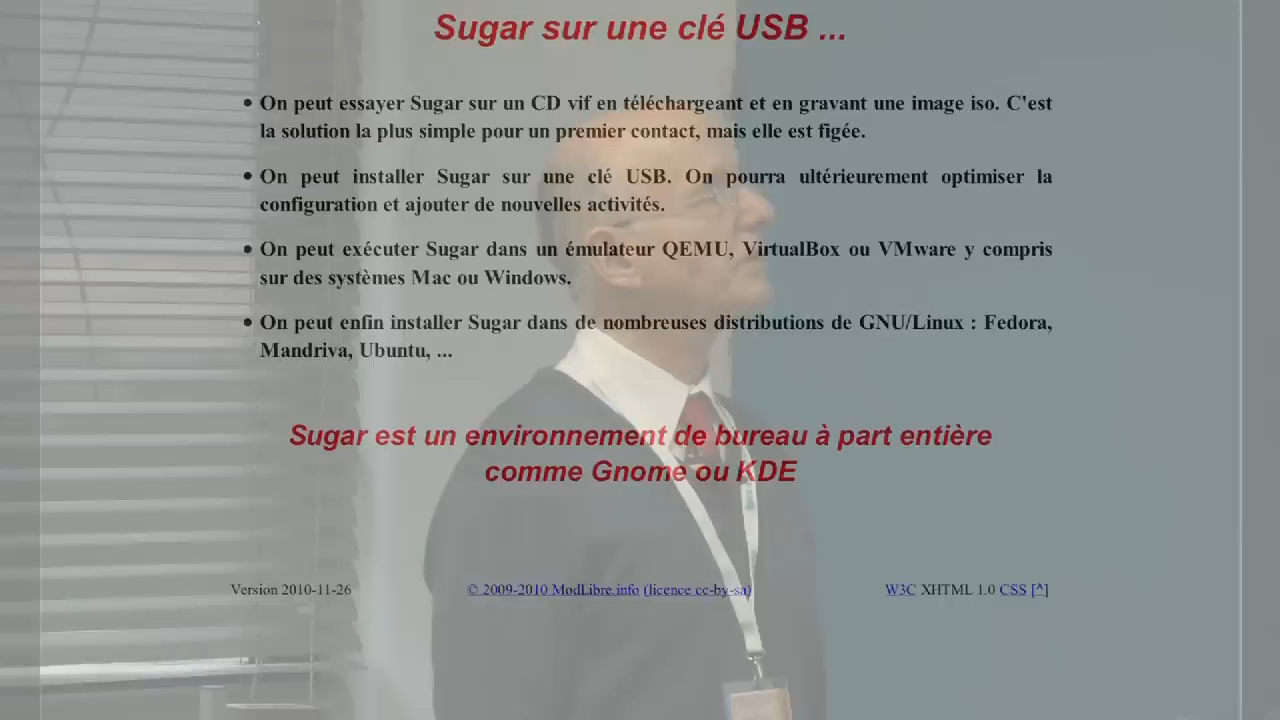 Sugar sur une clé USB ...
On peut essayer Sugar sur un CD vif en téléchargeant et en gravant une image iso. C'est
la solution la plus simple pour un premier contact, mais elle est figée.
On peut installer Sugar sur une clé USB. On pourra ultérieurement optimiser la
configuration et ajouter de nouvelles activités.
On peut exécuter Sugar dans un émulateur QEMU, VirtualBox ou VMware y compris
sur des systèmes Mac ou Windows.
On peut enfin installer Sugar dans de nombreuses distributions de GNU/Linux : Fedora,
Mandriva, Ubuntu, ...
Sugar est un environnement de bureau à part entière
comme Gnome ou KDE
Version 2010-11-26 © 2009-2010 ModLibre.info (licence cc-by-sa) W3C XHTML 1.0 CSS [^]